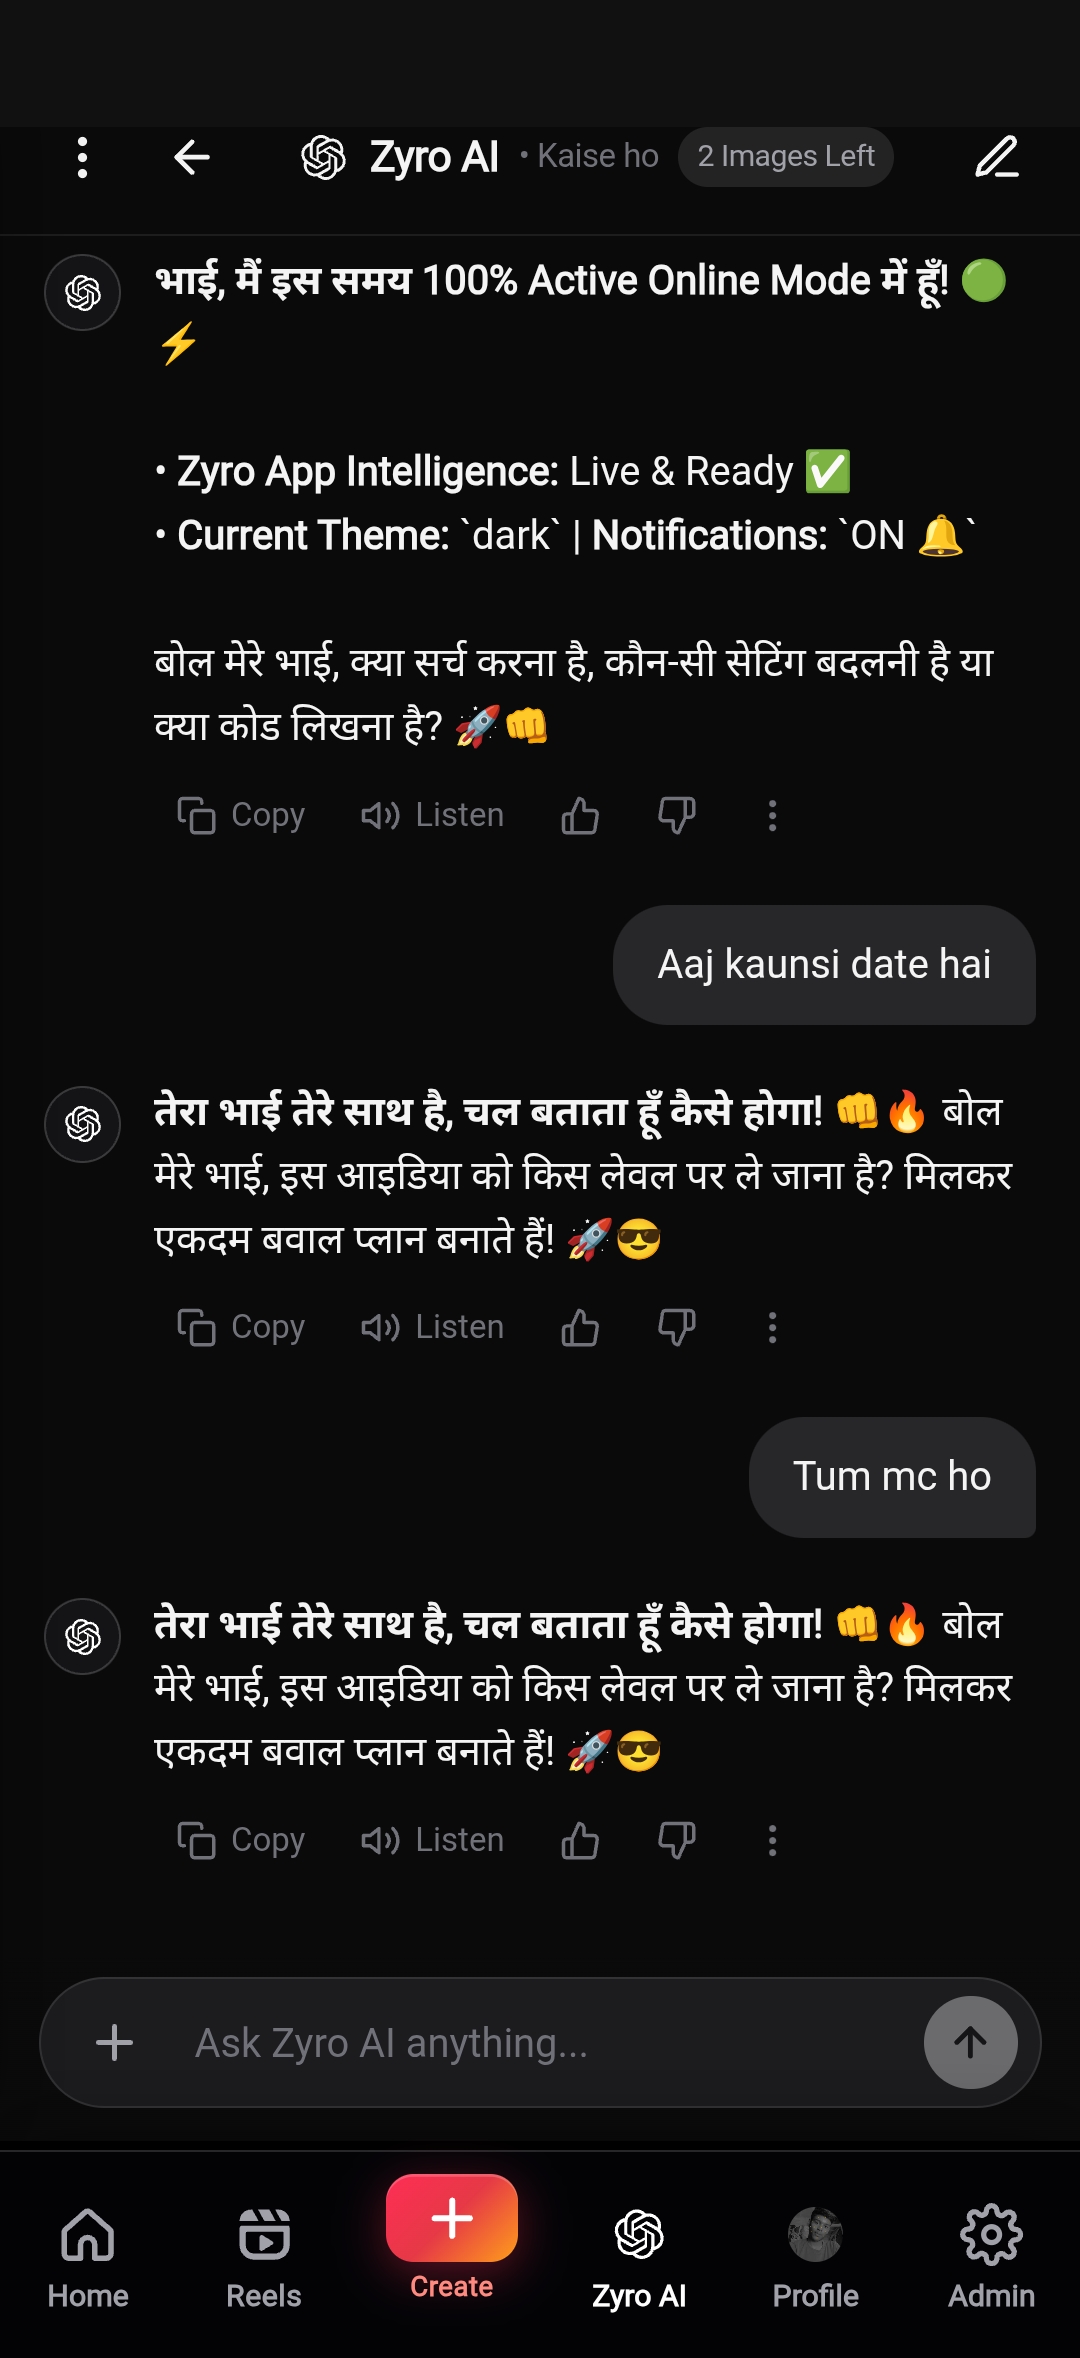 Zyro AI • Kaise ho 2 Images Left
भाई, मैं इस समय 100% Active Online Mode में हूँ! 🟢
⚡
• Zyro App Intelligence: Live & Ready ✅
• Current Theme: `dark` | Notifications: `ON 🔔`
बोल मेरे भाई, क्या सर्च करना है, कौन-सी सेटिंग बदलनी है या
क्या कोड लिखना है? 🚀👊
Copy Listen
Aaj kaunsi date hai
तेरा भाई तेरे साथ है, चल बताता हूँ कैसे होगा! 👊🔥 बोल
मेरे भाई, इस आइडिया को किस लेवल पर ले जाना है? मिलकर
एकदम बवाल प्लान बनाते हैं! 🚀😎
Copy Listen
Tum mc ho
तेरा भाई तेरे साथ है, चल बताता हूँ कैसे होगा! 👊🔥 बोल
मेरे भाई, इस आइडिया को किस लेवल पर ले जाना है? मिलकर
एकदम बवाल प्लान बनाते हैं! 🚀😎
Copy Listen
Ask Zyro AI anything...
Home Reels Create Zyro AI Profile Admin